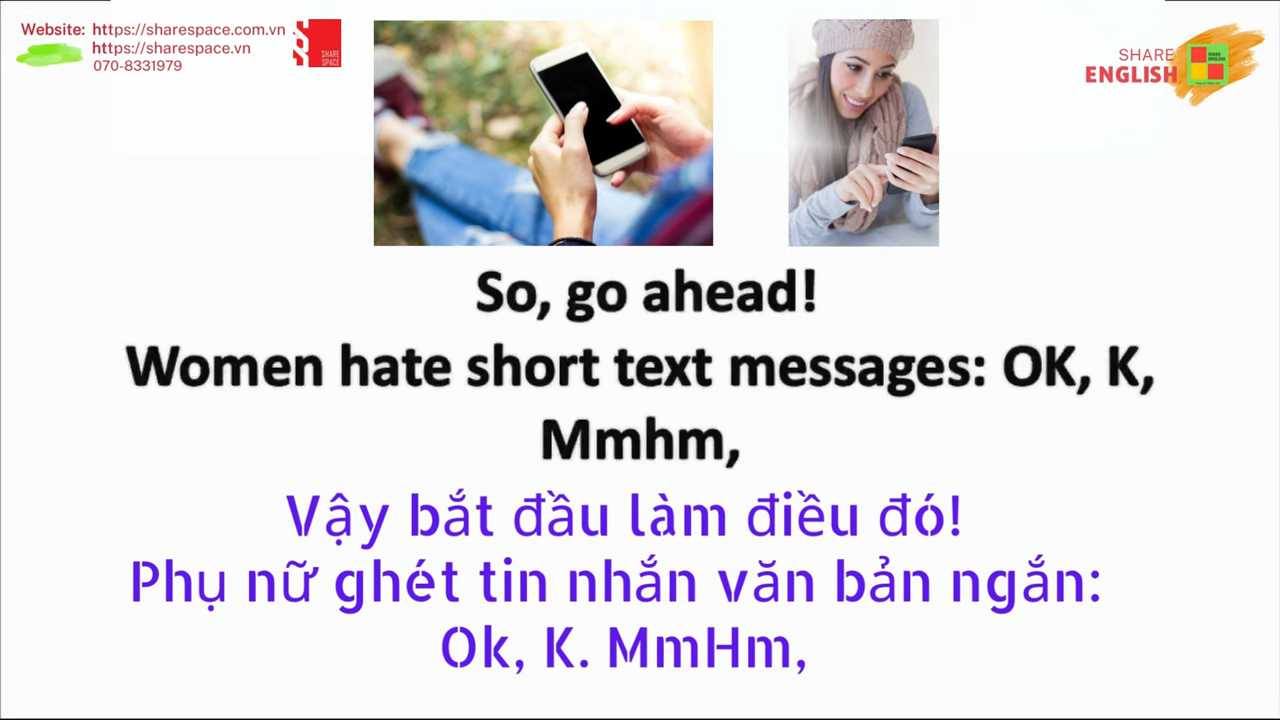 Website: https://sharespace.com.vn
https://sharespace.vn
070-8331979
SHARE
SPACE
SHARE
ENGLISH
So, go ahead!
Women hate short text messages: OK, K,
Mmhm,
Vậy bắt đầu làm điều đó!
Phụ nữ ghét tin nhắn văn bản ngắn:
Ok, K. MmHm,